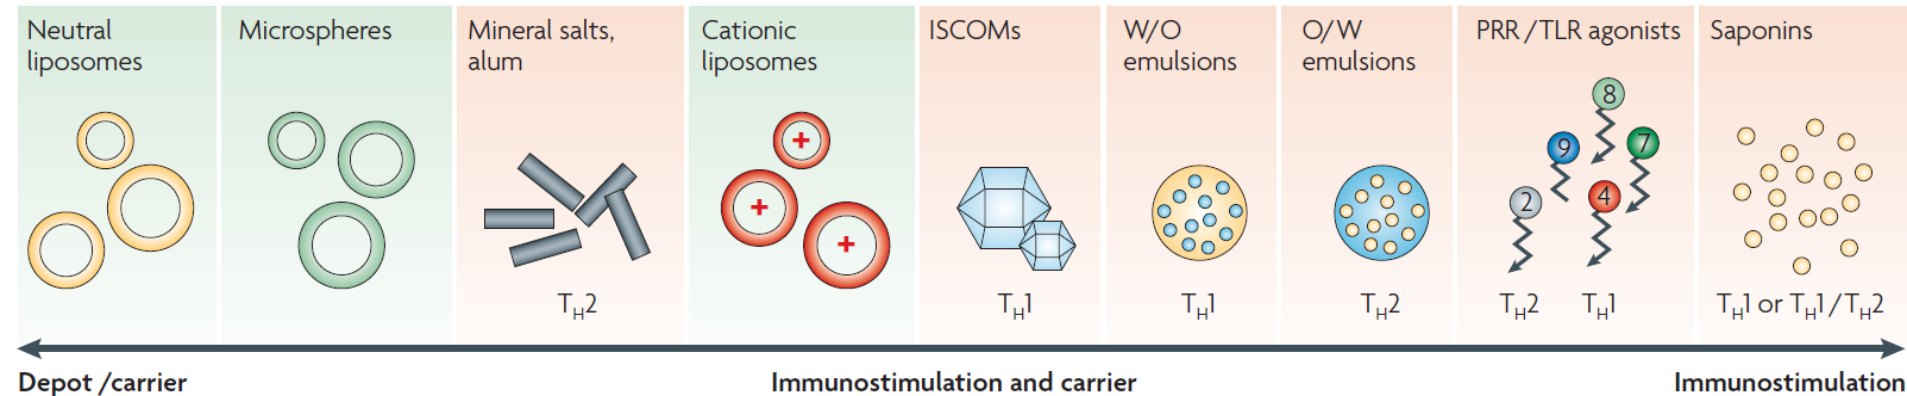 Neutral
liposomes
Microspheres
Mineral salts,
alum
Cationic
liposomes
ISCOMs
W/O
emulsions
O/W
emulsions
PRR/TLR agonists
Saponins
8
9
7
2
4
+
+
+
TH2
TH1
TH1
TH2
TH2
TH1
TH1 or TH1/TH2
Depot /carrier
Immunostimulation and carrier
Immunostimulation